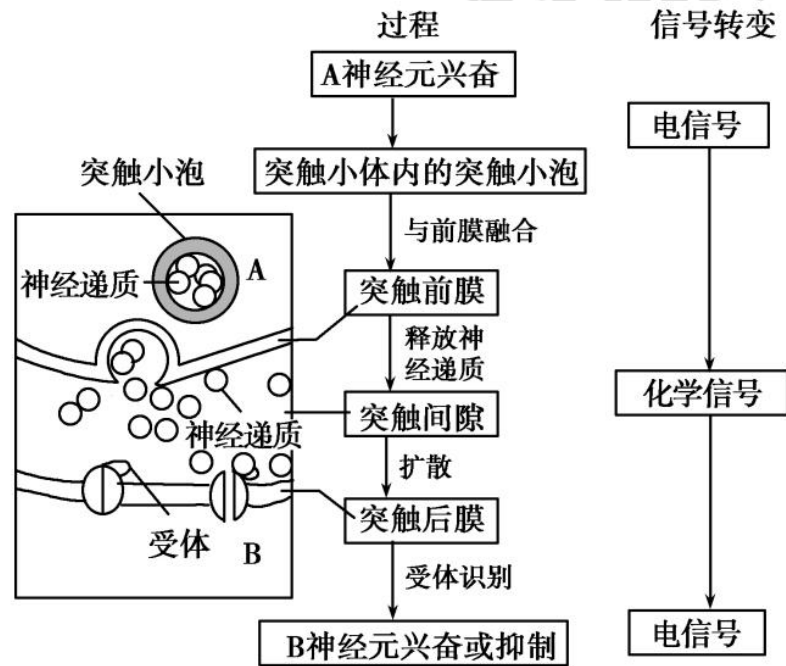 过程
信号转变
A神经元兴奋
电信号
突触小泡
突触小体内的突触小泡
与前膜融合
神经递质
A
突触前膜
释放神
经递质
化学信号
神经递质
突触间隙
扩散
突触后膜
受体
B
受体识别
B神经元兴奋或抑制
电信号